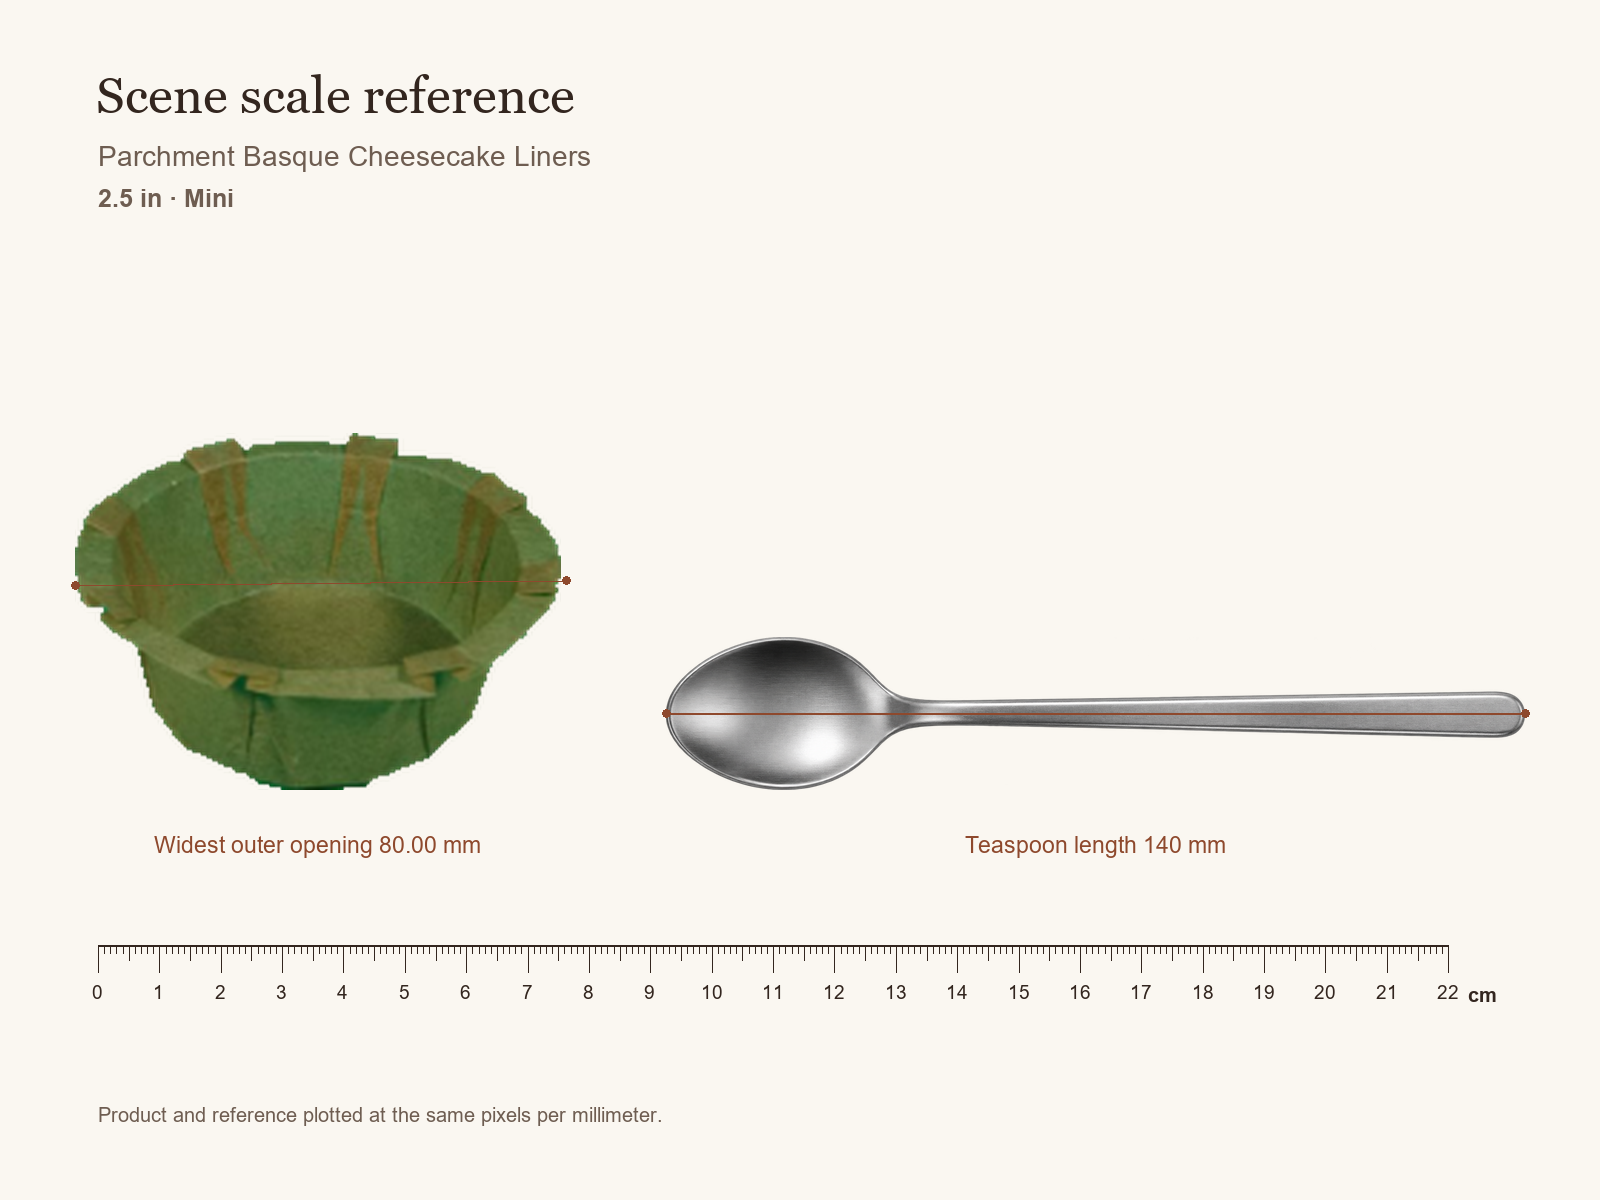 Scene scale reference
Parchment Basque Cheesecake Liners
2.5 in · Mini
Widest outer opening 80.00 mm
Teaspoon length 140 mm
0 1 2 3 4 5 6 7 8 9 10 11 12 13 14 15 16 17 18 19 20 21 22 cm
Product and reference plotted at the same pixels per millimeter.